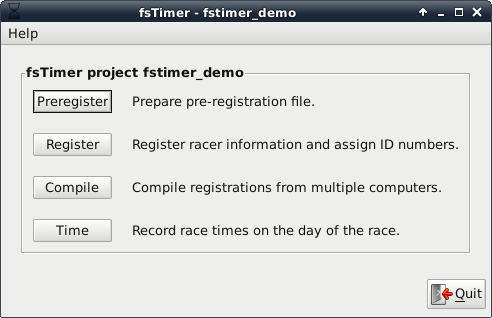 fsTimer - fstimer_demo
Help
fsTimer project fstimer_demo
Preregister Prepare pre-registration file.
Register Register racer information and assign ID numbers.
Compile Compile registrations from multiple computers.
Time Record race times on the day of the race.
Quit